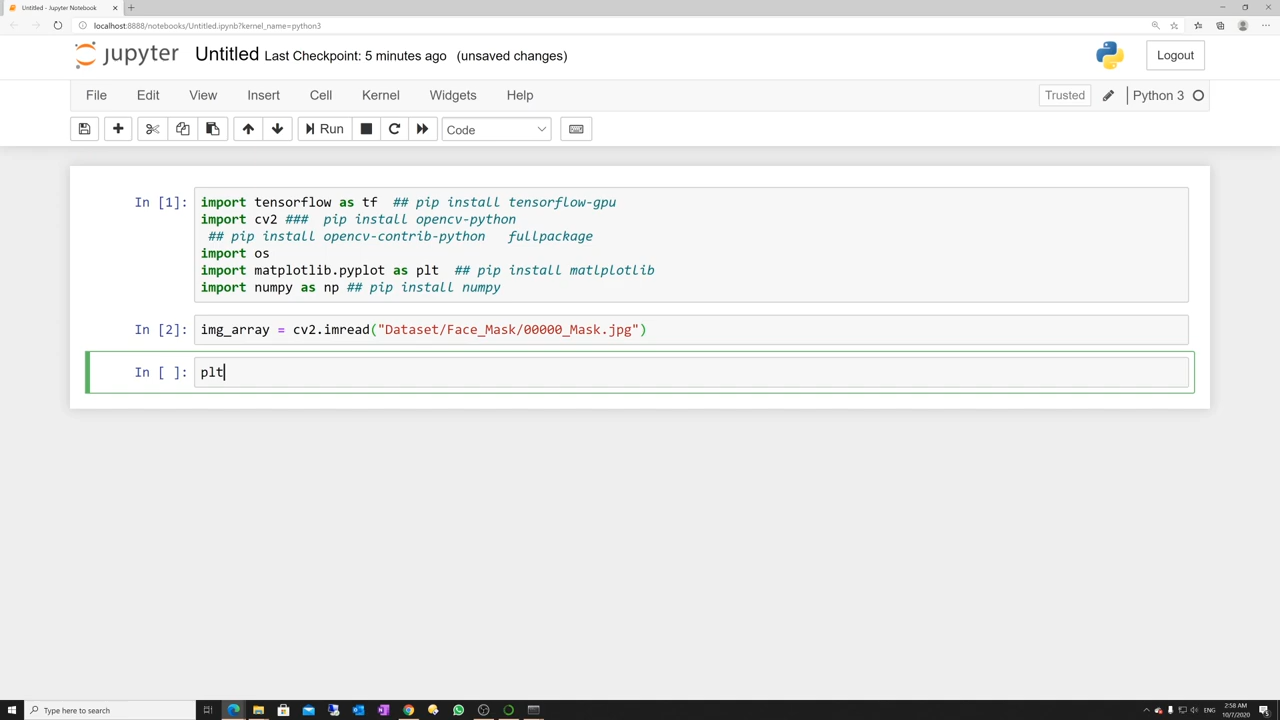 Untitled - Jupyter Notebook
localhost:8888/notebooks/Untitled.ipynb?kernel_name=python3
jupyter Untitled Last Checkpoint: 5 minutes ago (unsaved changes) Logout
File Edit View Insert Cell Kernel Widgets Help Trusted Python 3
Run Code
In [1]: import tensorflow as tf ## pip install tensorflow-gpu
import cv2 ### pip install opencv-python
## pip install opencv-contrib-python fullpackage
import os
import matplotlib.pyplot as plt ## pip install matlplotlib
import numpy as np ## pip install numpy
In [2]: img_array = cv2.imread("Dataset/Face_Mask/00000_Mask.jpg")
In [ ]: plt
Type here to search ENG 2:58 AM
10/7/2020